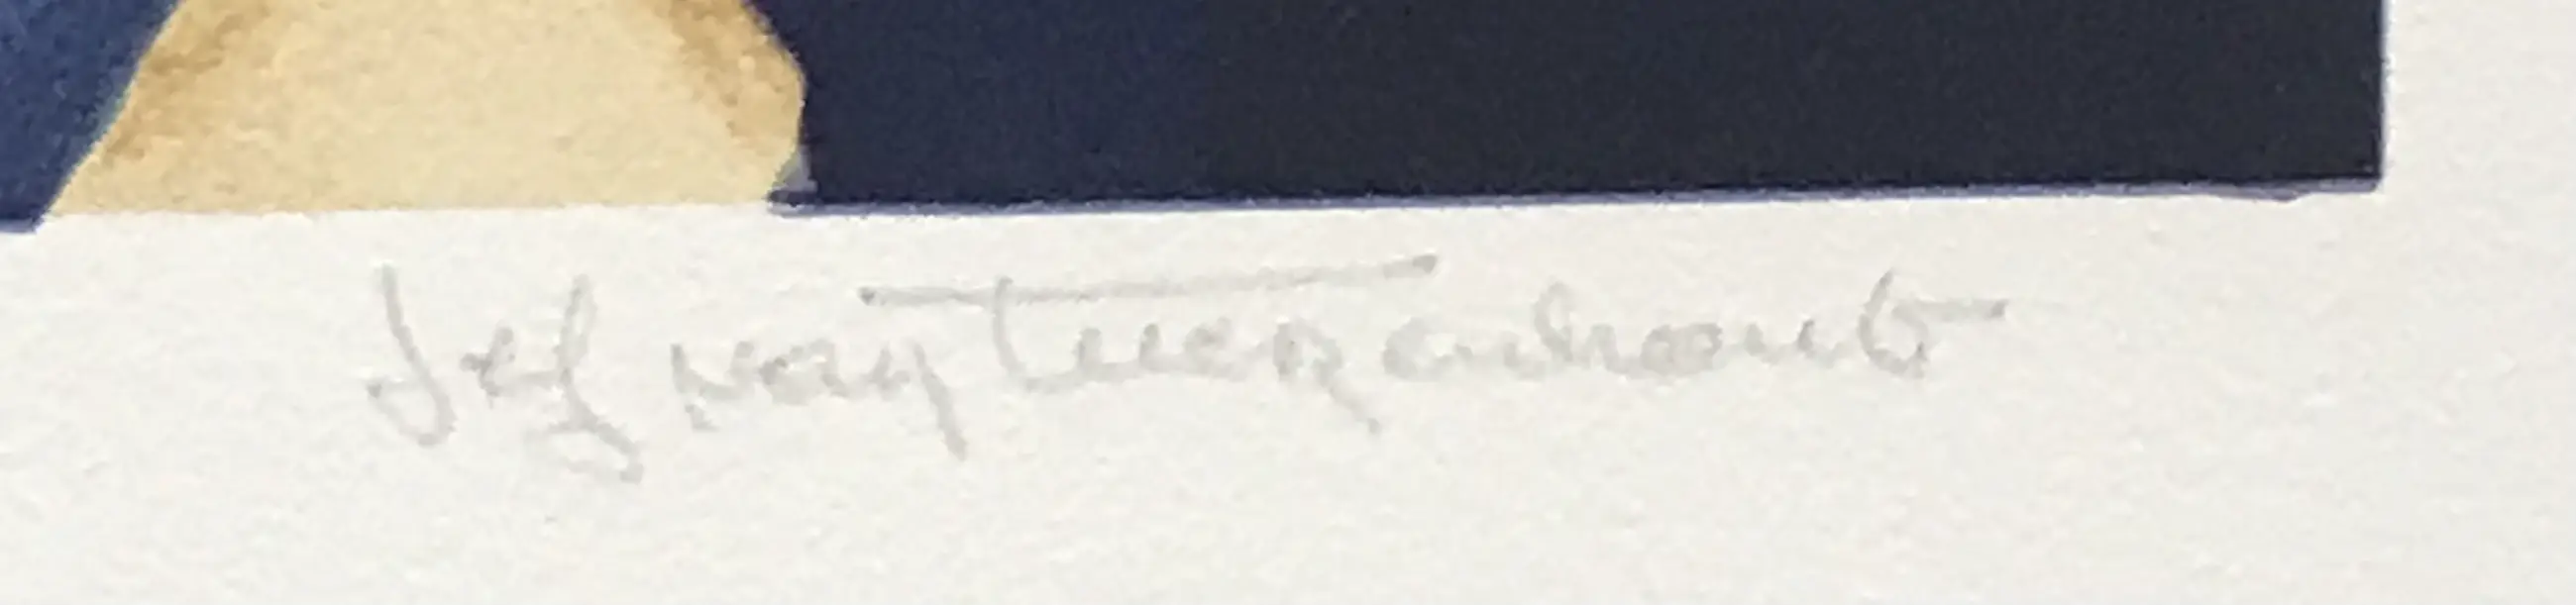 Jef van Tuerenhout